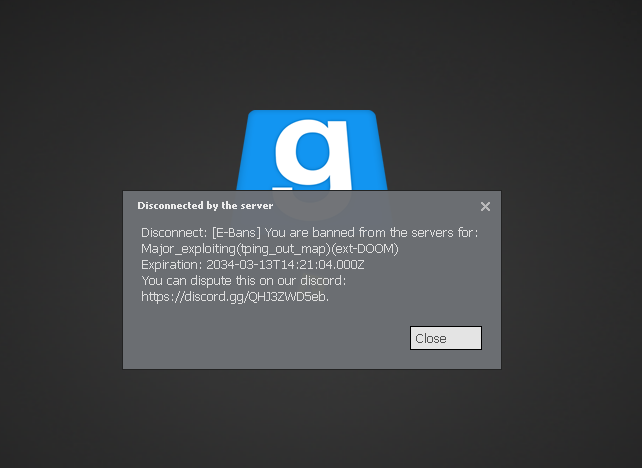 g
Disconnected by the server
Disconnect: [E-Bans] You are banned from the servers for:
Major_exploiting(tping_out_map)(ext-DOOM)
Expiration: 2034-03-13T14:21:04.000Z
You can dispute this on our discord:
https://discord.gg/QHJ3ZWD5eb.
Close